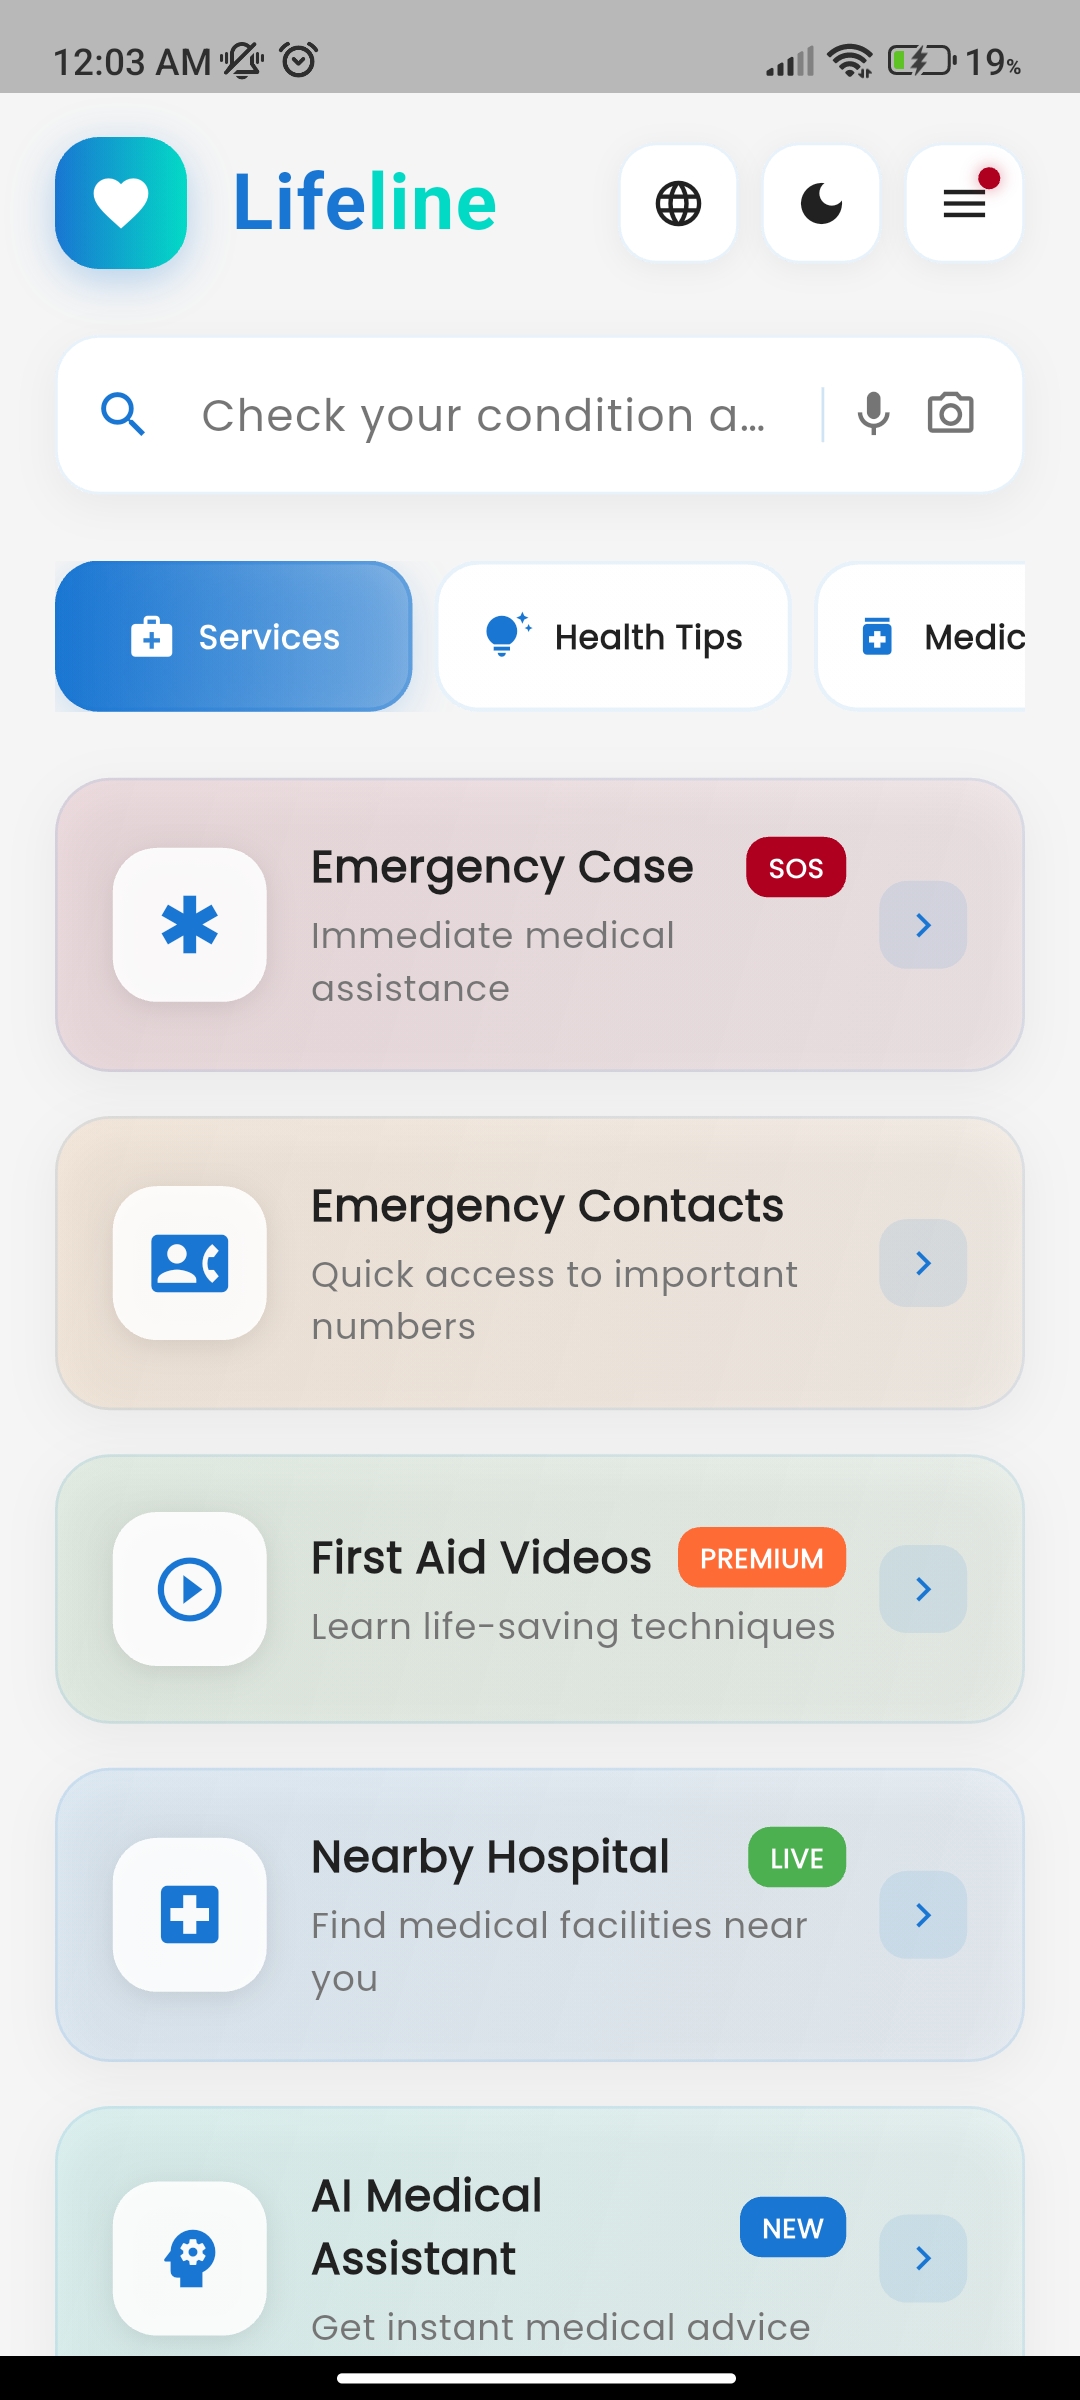 12:03 AM
19%
Lifeline
Check your condition a...
Services
Health Tips
Medic
Emergency Case
SOS
Immediate medical
assistance
Emergency Contacts
Quick access to important
numbers
First Aid Videos
PREMIUM
Learn life-saving techniques
Nearby Hospital
LIVE
Find medical facilities near
you
AI Medical
Assistant
NEW
Get instant medical advice